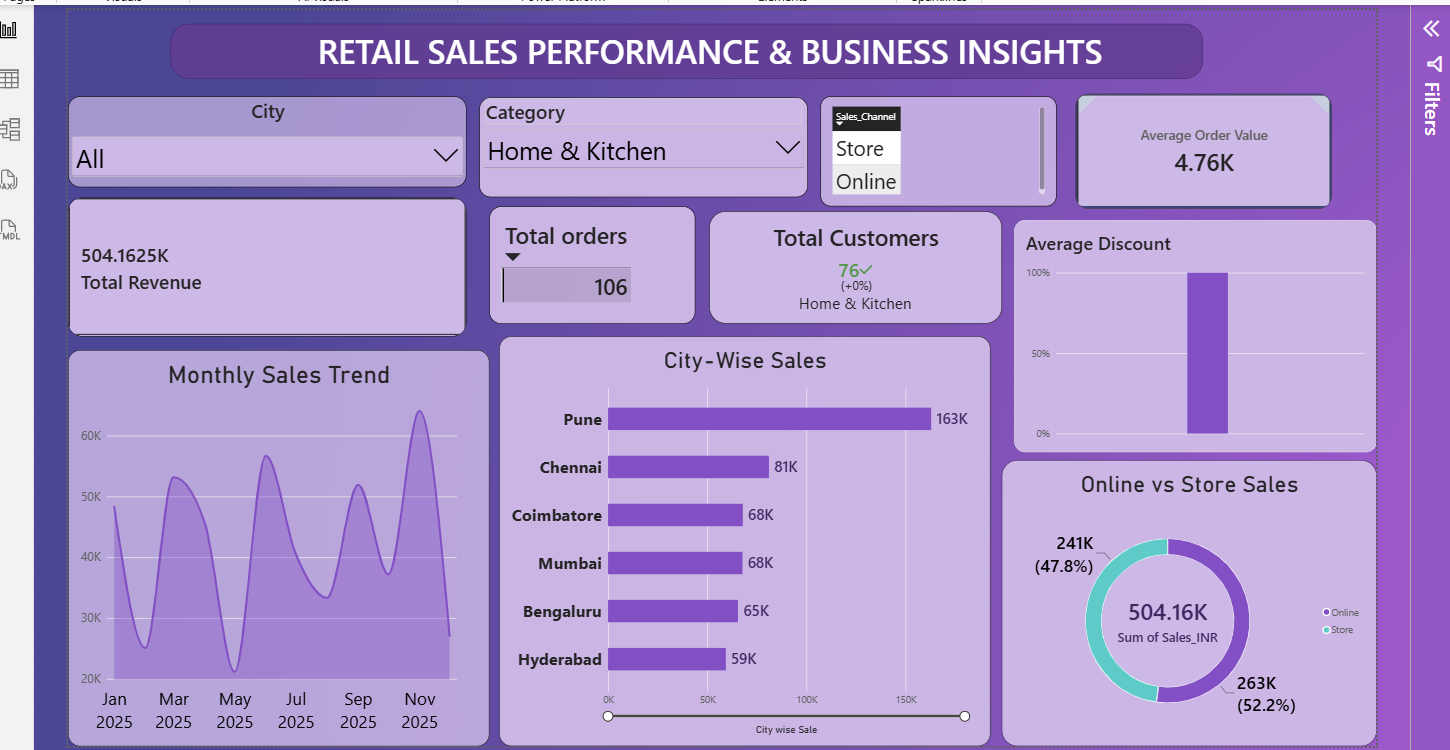 RETAIL SALES PERFORMANCE & BUSINESS INSIGHTS
City
All
Category
Home & Kitchen
Sales_Channel
Store
Online
Average Order Value
4.76K
Filters
504.1625K
Total Revenue
Total orders
106
Total Customers
76
(+0%)
Home & Kitchen
Average Discount
100%
50%
0%
Monthly Sales Trend
60K
50K
40K
30K
20K
Jan 2025
Mar 2025
May 2025
Jul 2025
Sep 2025
Nov 2025
City-Wise Sales
Pune 163K
Chennai 81K
Coimbatore 68K
Mumbai 68K
Bengaluru 65K
Hyderabad 59K
0K 50K 100K 150K
City wise Sale
Online vs Store Sales
241K
(47.8%)
504.16K
Sum of Sales_INR
263K
(52.2%)
Online
Store